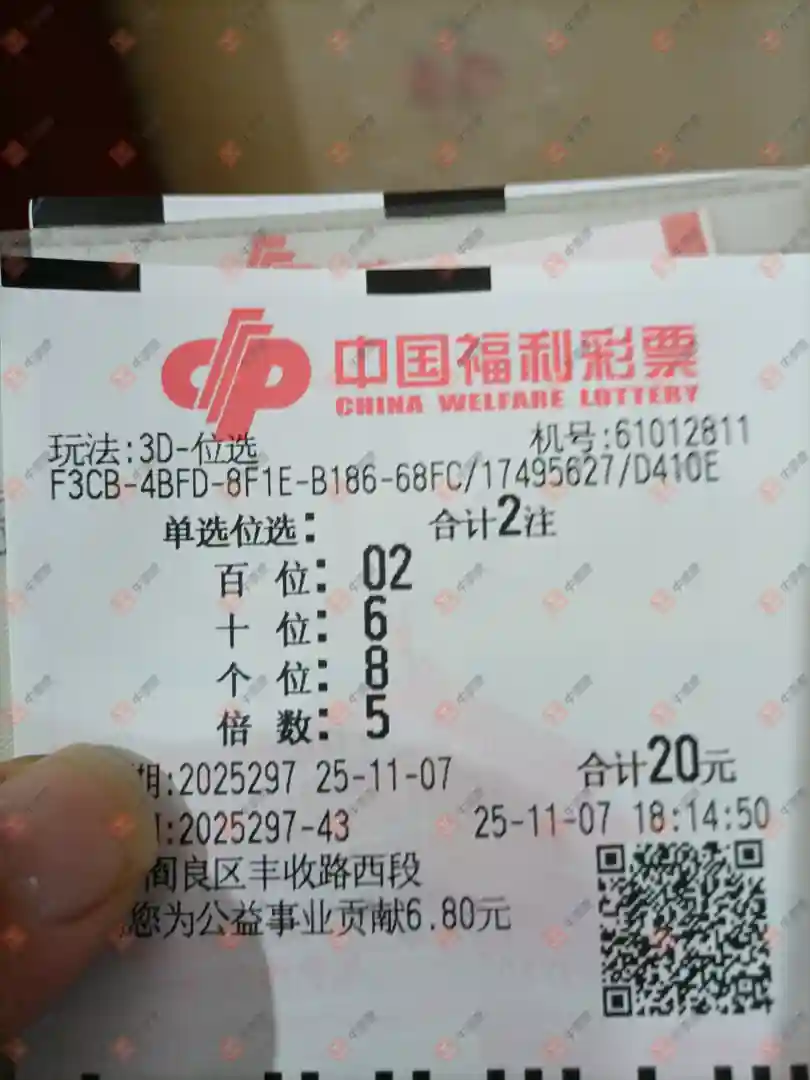 中国福利彩票
CHINA WELFARE LOTTERY
玩法:3D-位选 机号:61012811
F3CB-4BFD-8F1E-B186-68FC/17495627/D410E
单选位选: 合计2注
百 位: 02
十 位: 6
个 位: 8
倍 数: 5
期:2025297 25-11-07 合计20元
:2025297-43 25-11-07 18:14:50
阎良区丰收路西段
您为公益事业贡献6.80元